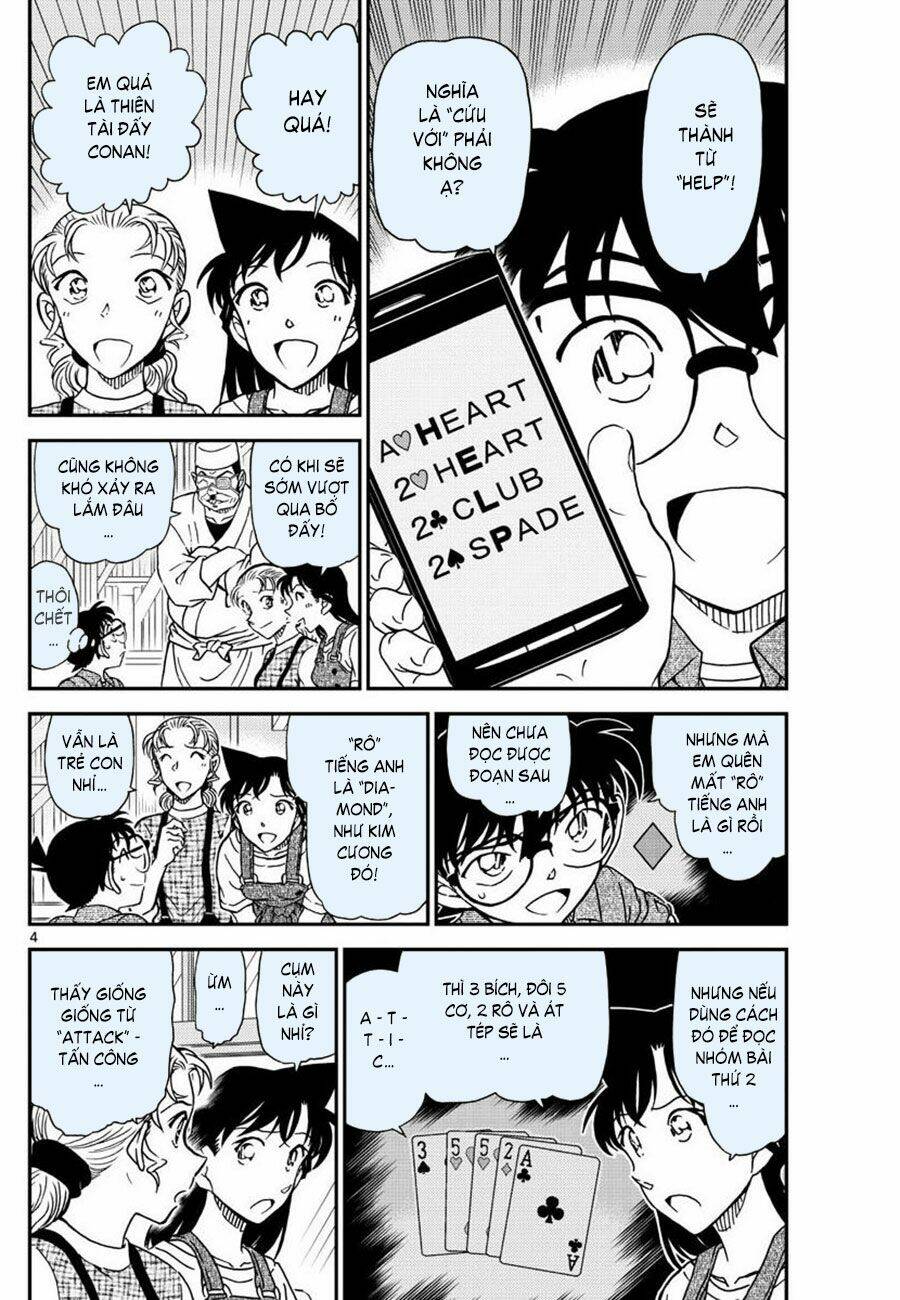 SẼ
THÀNH
TỪ
"HELP"!
NGHĨA
LÀ "CỨU
VỚI" PHẢI
KHÔNG
Ạ?
A♡HEART
2♡HEART
2♣CLUB
2♠SPADE
HAY
QUÁ!
EM QUẢ
LÀ THIÊN
TÀI ĐẤY
CONAN!
CÓ KHI SẼ
SỚM VƯỢT
QUA BỐ
ĐẤY!
CŨNG KHÔNG
KHÓ XẢY RA
LẮM ĐÂU
...
THÔI
CHẾT
...
NHƯNG MÀ
EM QUÊN
MẤT "RÔ"
TIẾNG ANH
LÀ GÌ RỒI
...
NÊN CHƯA
ĐỌC ĐƯỢC
ĐOẠN SAU
...
"RÔ"
TIẾNG ANH
LÀ "DIA-
MOND",
NHƯ KIM
CƯƠNG
ĐÓ!
VẪN LÀ
TRẺ CON
NHỈ...
4
NHƯNG NẾU
DÙNG CÁCH
ĐÓ ĐỂ ĐỌC
NHÓM BÀI
THỨ 2
...
THÌ 3 BÍCH, ĐÔI 5
CƠ, 2 RÔ VÀ ÁT
TÉP SẼ LÀ
...
A - T -
T - I -
C...
3 5 5 2 A
A
CỤM
NÀY
LÀ GÌ
NHỈ?
ỪM
...
THẤY GIỐNG
GIỐNG TỪ
"ATTACK" -
TẤN CÔNG
...